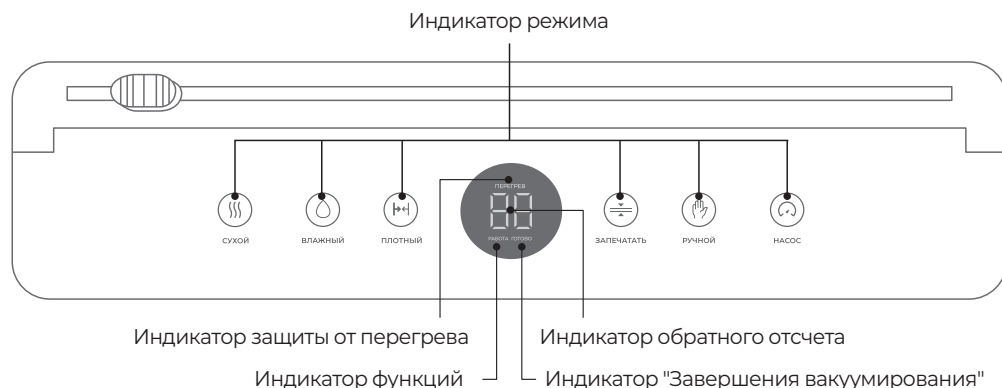 Индикатор режима
ПЕРЕГРЕВ
88
РАБОТА ГОТОВО
СУХОЙ ВЛАЖНЫЙ ПЛОТНЫЙ ЗАПЕЧАТАТЬ РУЧНОЙ НАСОС
Индикатор защиты от перегрева Индикатор обратного отсчета
Индикатор функций Индикатор "Завершения вакуумирования"